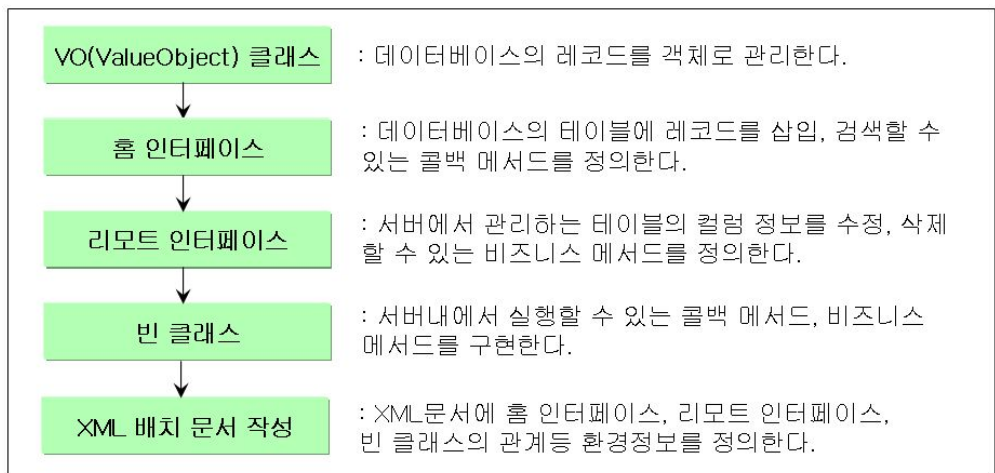 VO(ValueObject) 클래스
: 데이터베이스의 레코드를 객체로 관리한다.
홈 인터페이스
: 데이터베이스의 테이블에 레코드를 삽입, 검색할 수
있는 콜백 메서드를 정의한다.
리모트 인터페이스
: 서버에서 관리하는 테이블의 컬럼 정보를 수정, 삭제
할 수 있는 비즈니스 메서드를 정의한다.
빈 클래스
: 서버내에서 실행할 수 있는 콜백 메서드, 비즈니스
메서드를 구현한다.
XML 배치 문서 작성
: XML문서에 홈 인터페이스, 리모트 인터페이스,
빈 클래스의 관계등 환경정보를 정의한다.